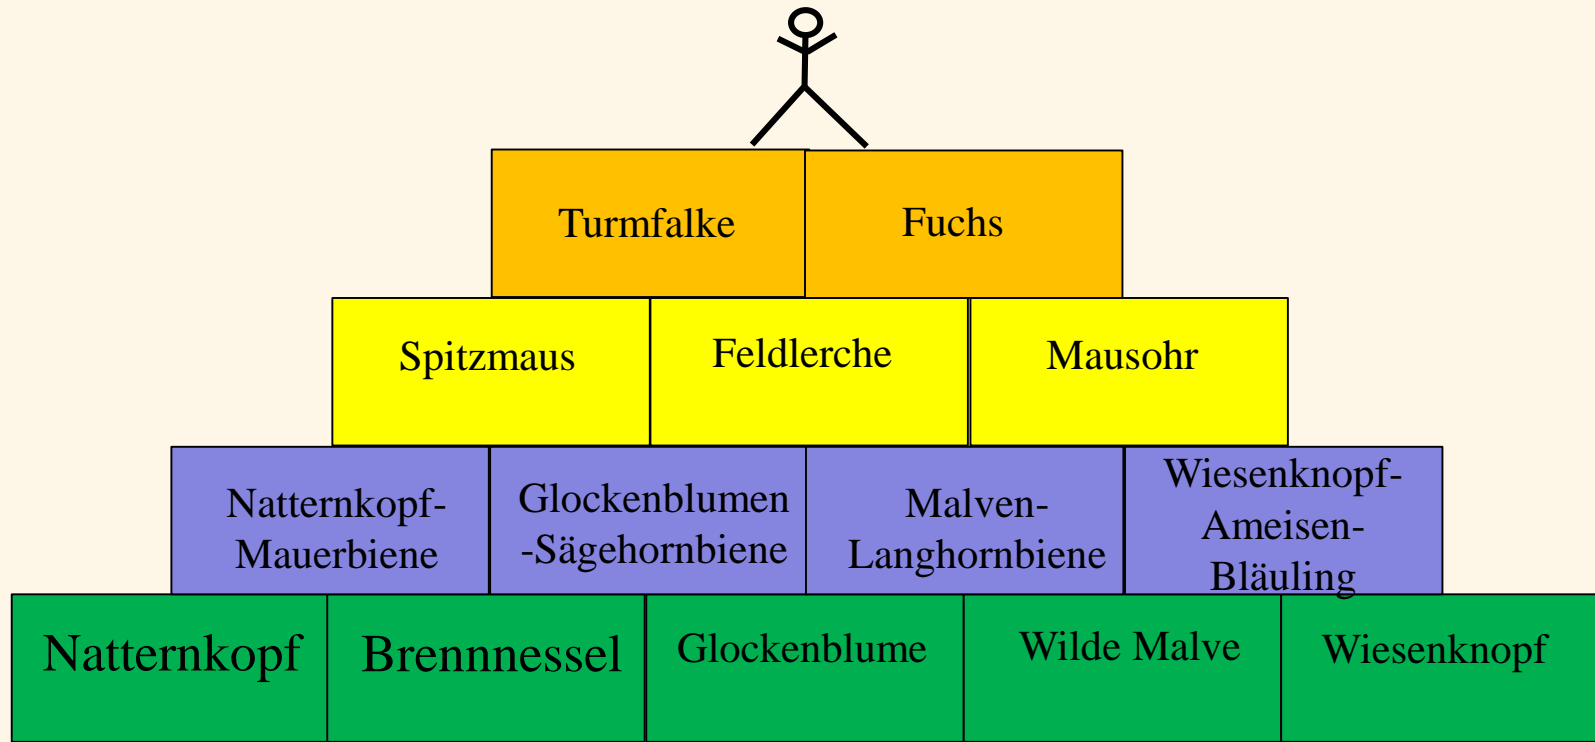 Turmfalke
Fuchs
Spitzmaus
Feldlerche
Mausohr
Natternkopf-
Mauerbiene
Glockenblumen
-Sägehornbiene
Malven-
Langhornbiene
Wiesenknopf-
Ameisen-
Bläuling
Natternkopf
Brennnessel
Glockenblume
Wilde Malve
Wiesenknopf